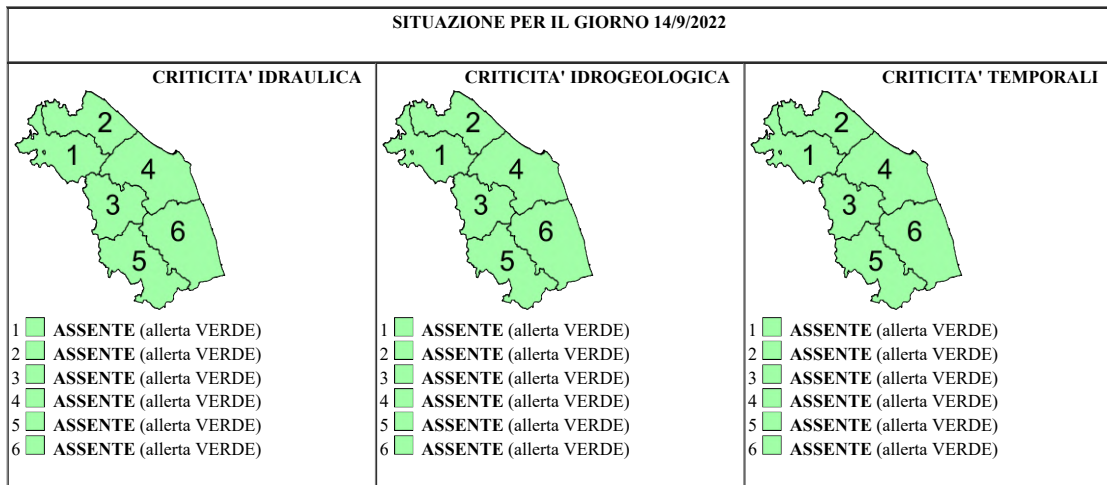 SITUAZIONE PER IL GIORNO 14/9/2022
CRITICITA' IDRAULICA
2
1
4
3
6
5
1 ASSENTE (allerta VERDE)
2 ASSENTE (allerta VERDE)
3 ASSENTE (allerta VERDE)
4 ASSENTE (allerta VERDE)
5 ASSENTE (allerta VERDE)
6 ASSENTE (allerta VERDE)
CRITICITA' IDROGEOLOGICA
2
1
4
3
6
5
1 ASSENTE (allerta VERDE)
2 ASSENTE (allerta VERDE)
3 ASSENTE (allerta VERDE)
4 ASSENTE (allerta VERDE)
5 ASSENTE (allerta VERDE)
6 ASSENTE (allerta VERDE)
CRITICITA' TEMPORALI
2
1
4
3
6
5
1 ASSENTE (allerta VERDE)
2 ASSENTE (allerta VERDE)
3 ASSENTE (allerta VERDE)
4 ASSENTE (allerta VERDE)
5 ASSENTE (allerta VERDE)
6 ASSENTE (allerta VERDE)